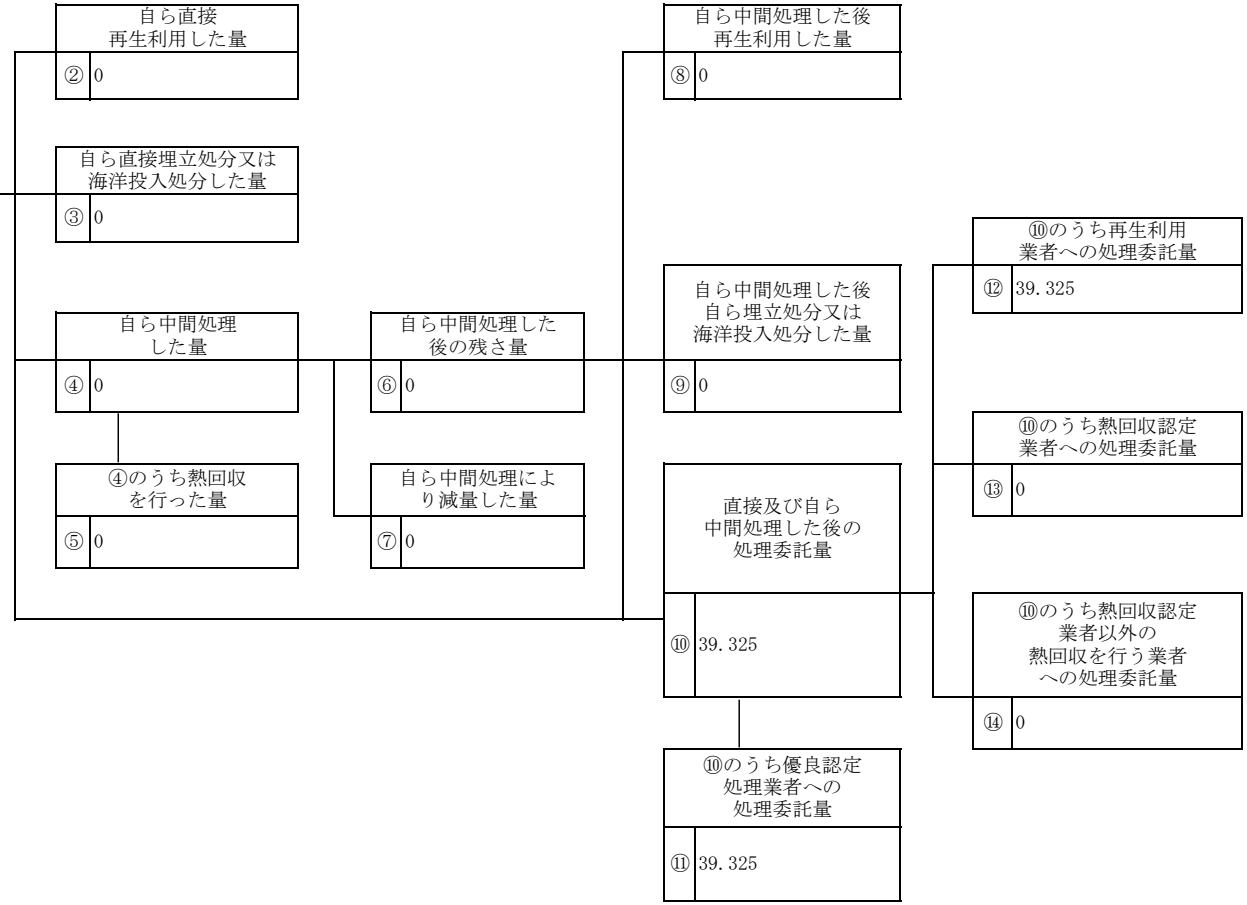 自ら直接
再生利用した量
② 0
自ら中間処理した後
再生利用した量
⑧ 0
自ら直接埋立処分又は
海洋投入処分した量
③ 0
⑩のうち再生利用
業者への処理委託量
⑫ 39.325
自ら中間処理
した量
④ 0
自ら中間処理した
後の残さ量
⑥ 0
自ら中間処理した後
自ら埋立処分又は
海洋投入処分した量
⑨ 0
⑩のうち熱回収認定
業者への処理委託量
⑬ 0
④のうち熱回収
を行った量
⑤ 0
自ら中間処理によ
り減量した量
⑦ 0
直接及び自ら
中間処理した後の
処理委託量
⑩ 39.325
⑩のうち熱回収認定
業者以外の
熱回収を行う業者
への処理委託量
⑭ 0
⑩のうち優良認定
処理業者への
処理委託量
⑪ 39.325